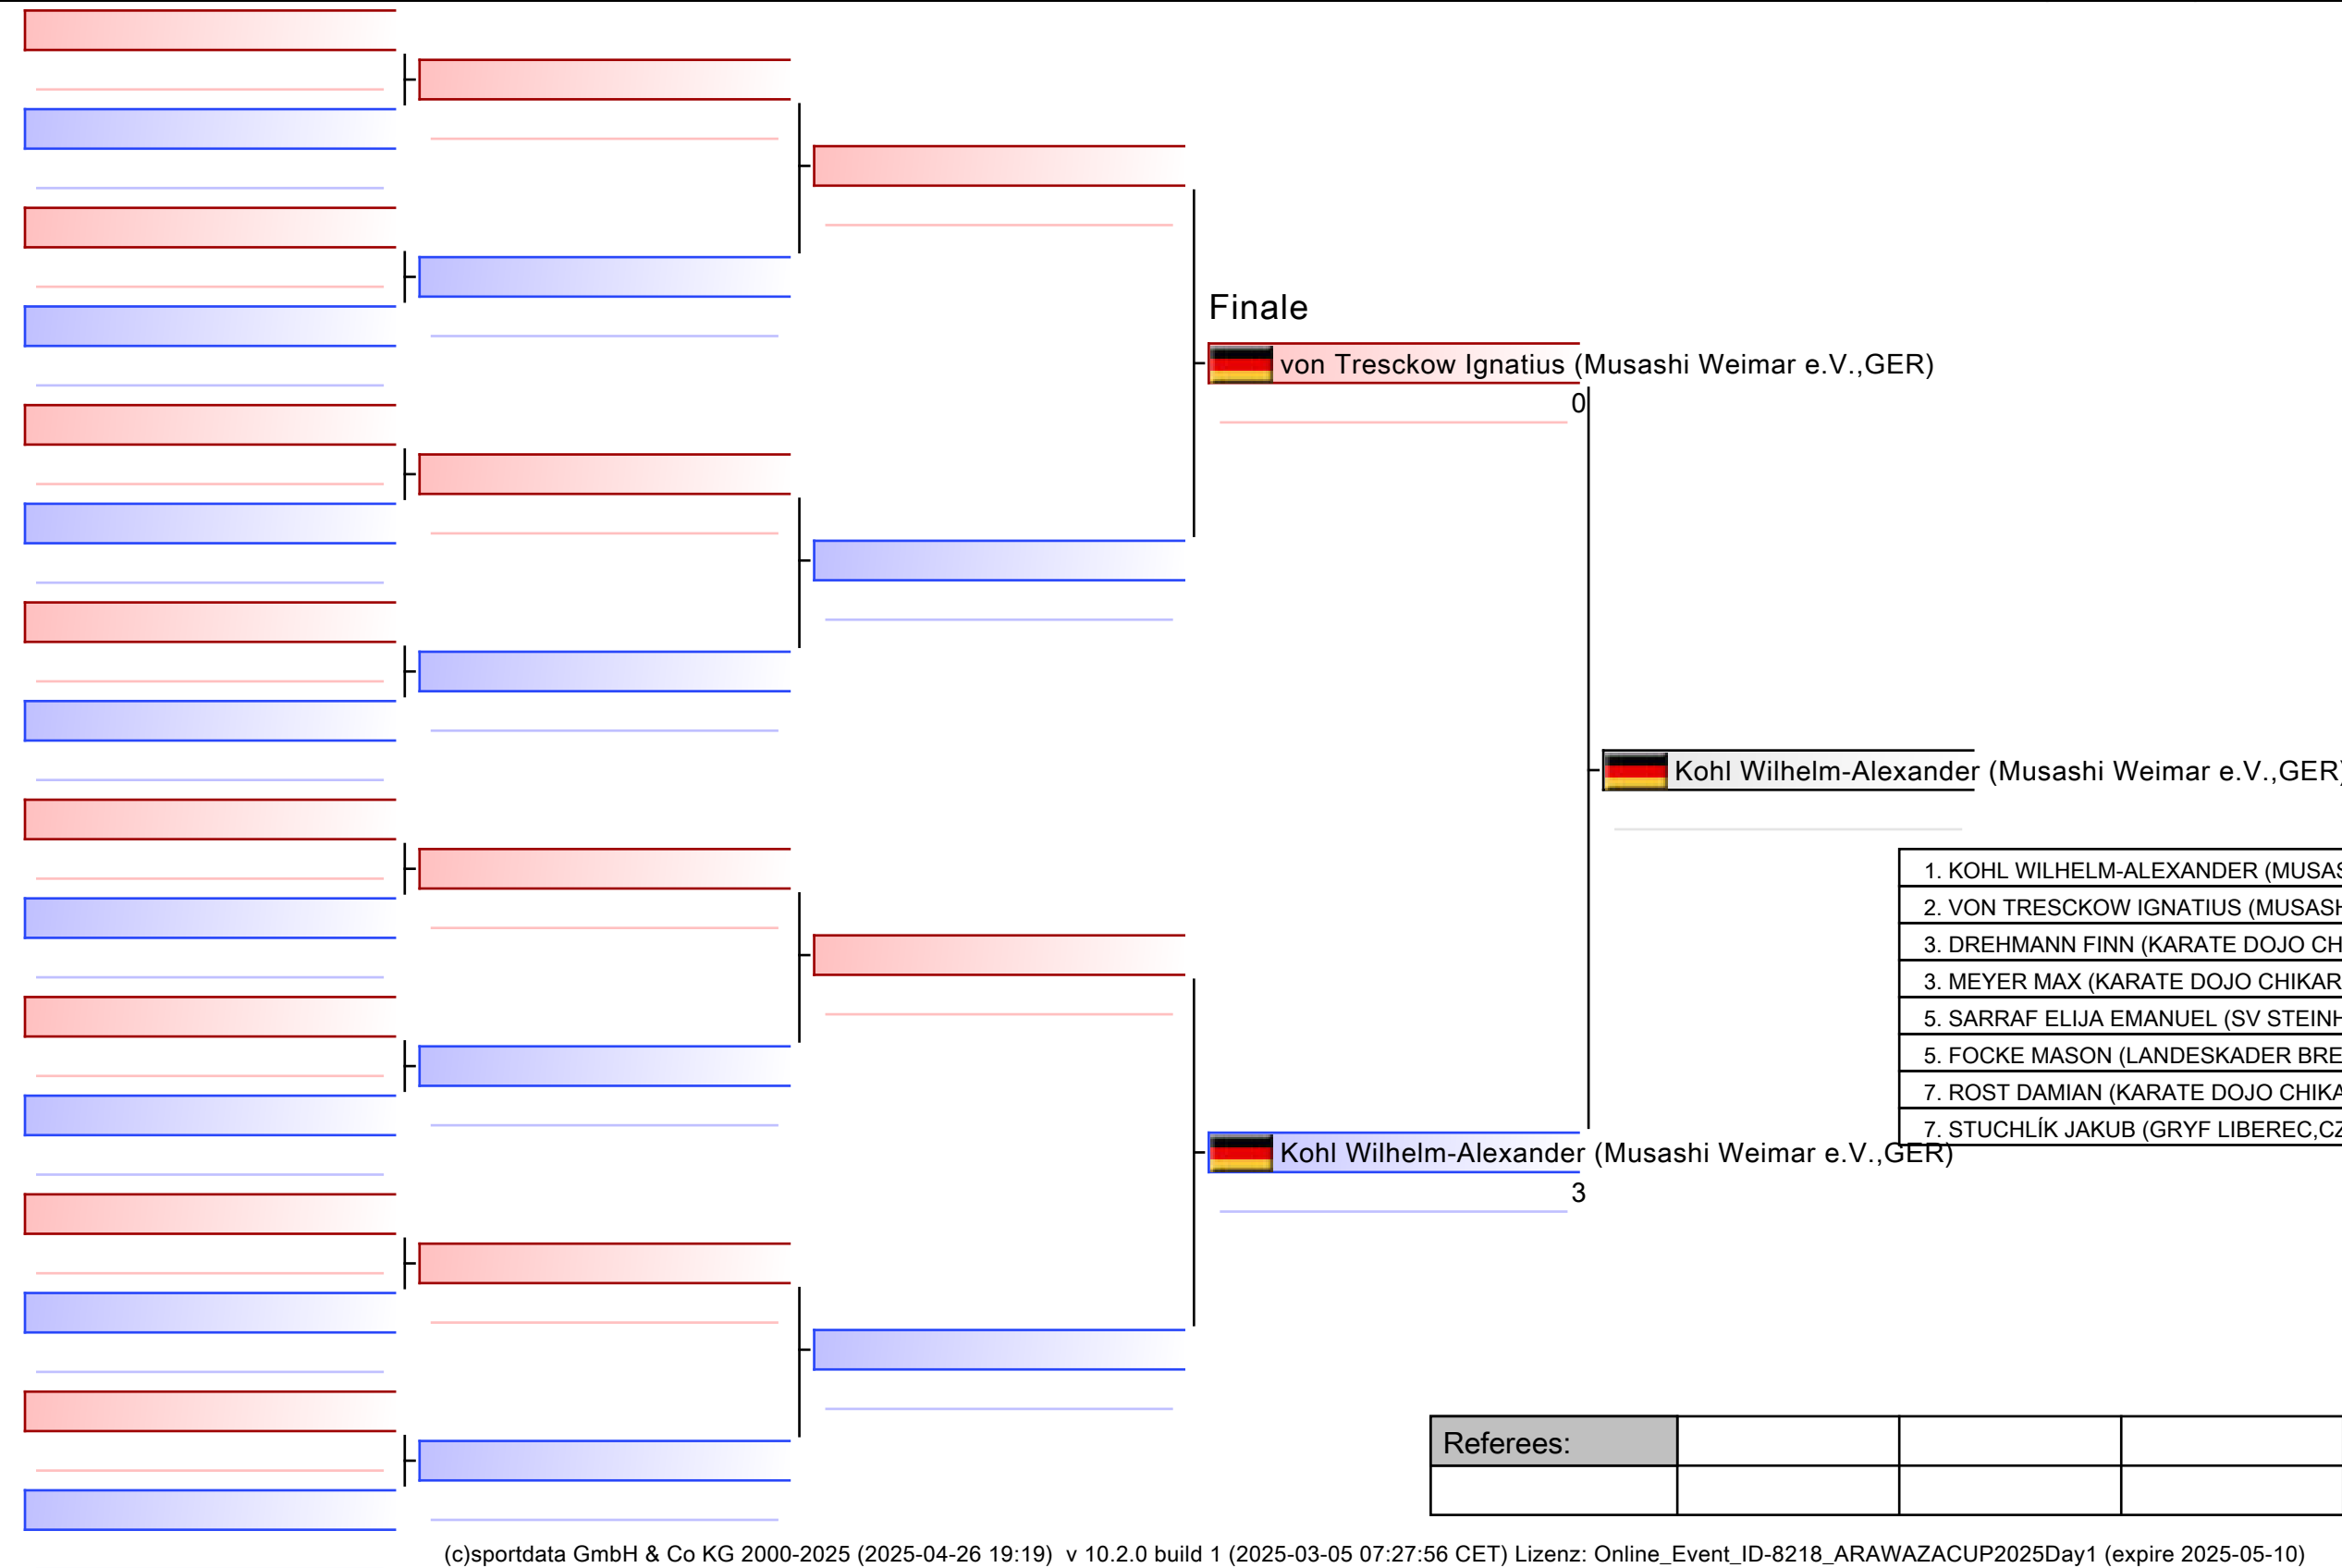 Finale
von Tresckow Ignatius (Musashi Weimar e.V.,GER)
0
Kohl Wilhelm-Alexander (Musashi Weimar e.V.,GER)
1. KOHL WILHELM-ALEXANDER (MUSAS
2. VON TRESCKOW IGNATIUS (MUSASH
3. DREHMANN FINN (KARATE DOJO CH
3. MEYER MAX (KARATE DOJO CHIKAR
5. SARRAF ELIJA EMANUEL (SV STEINH
5. FOCKE MASON (LANDESKADER BRE
7. ROST DAMIAN (KARATE DOJO CHIKA
7. STUCHLÍK JAKUB (GRYF LIBEREC,CZ
Kohl Wilhelm-Alexander (Musashi Weimar e.V.,GER)
3
Referees:
(c)sportdata GmbH & Co KG 2000-2025 (2025-04-26 19:19) v 10.2.0 build 1 (2025-03-05 07:27:56 CET) Lizenz: Online_Event_ID-8218_ARAWAZACUP2025Day1 (expire 2025-05-10)